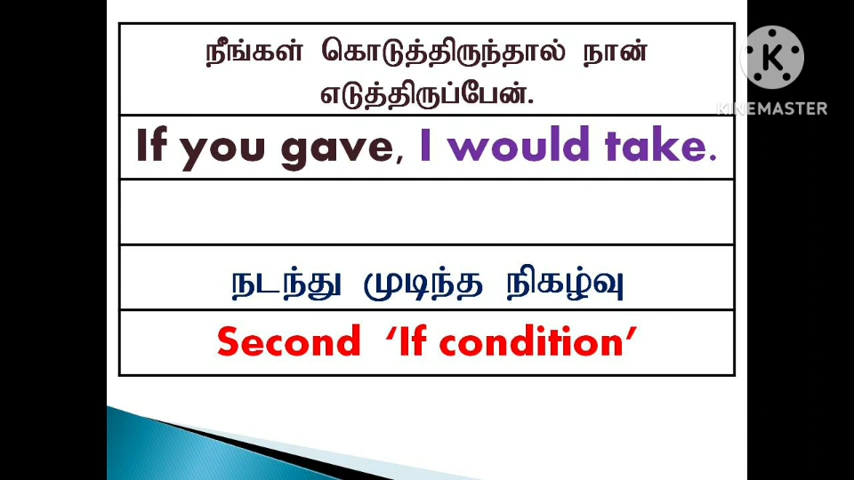 நீங்கள் கொடுத்திருந்தால் நான்
எடுத்திருப்பேன்.
If you gave, I would take.
நடந்து முடிந்த நிகழ்வு
Second ‘If condition’
K
KINEMASTER